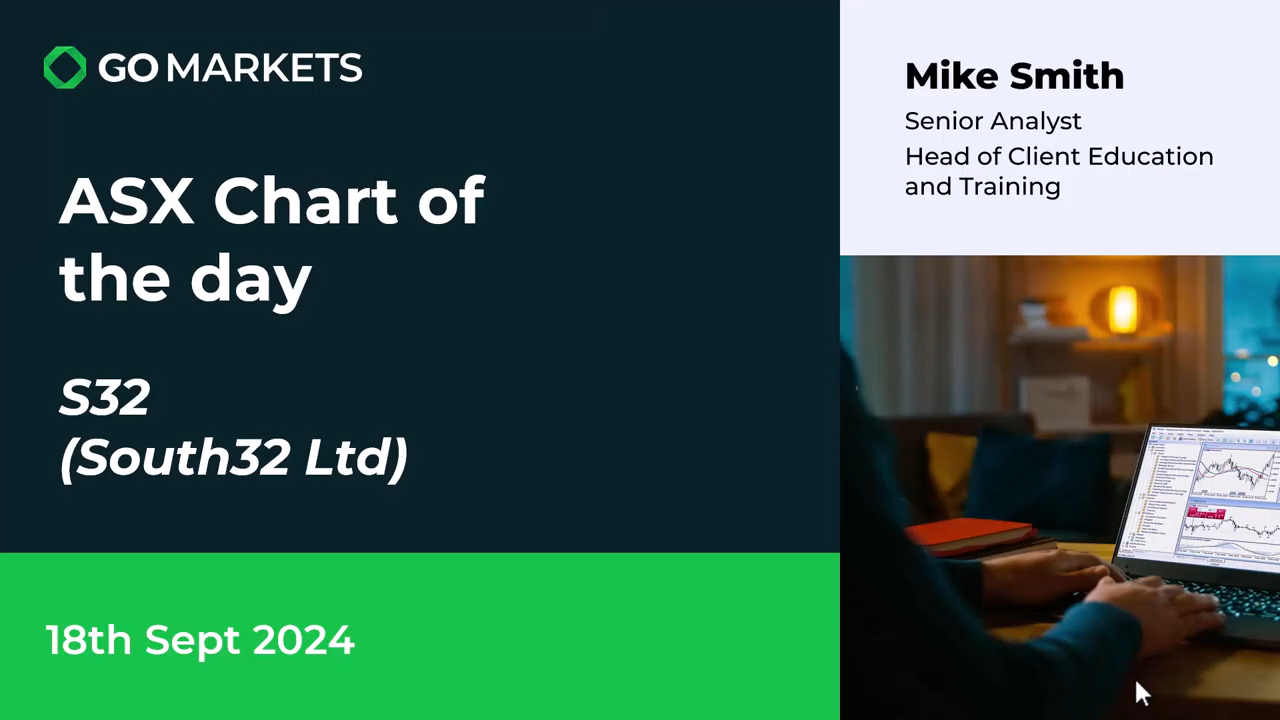 GO MARKETS
ASX Chart of
the day
S32
(South32 Ltd)
18th Sept 2024
Mike Smith
Senior Analyst
Head of Client Education
and Training